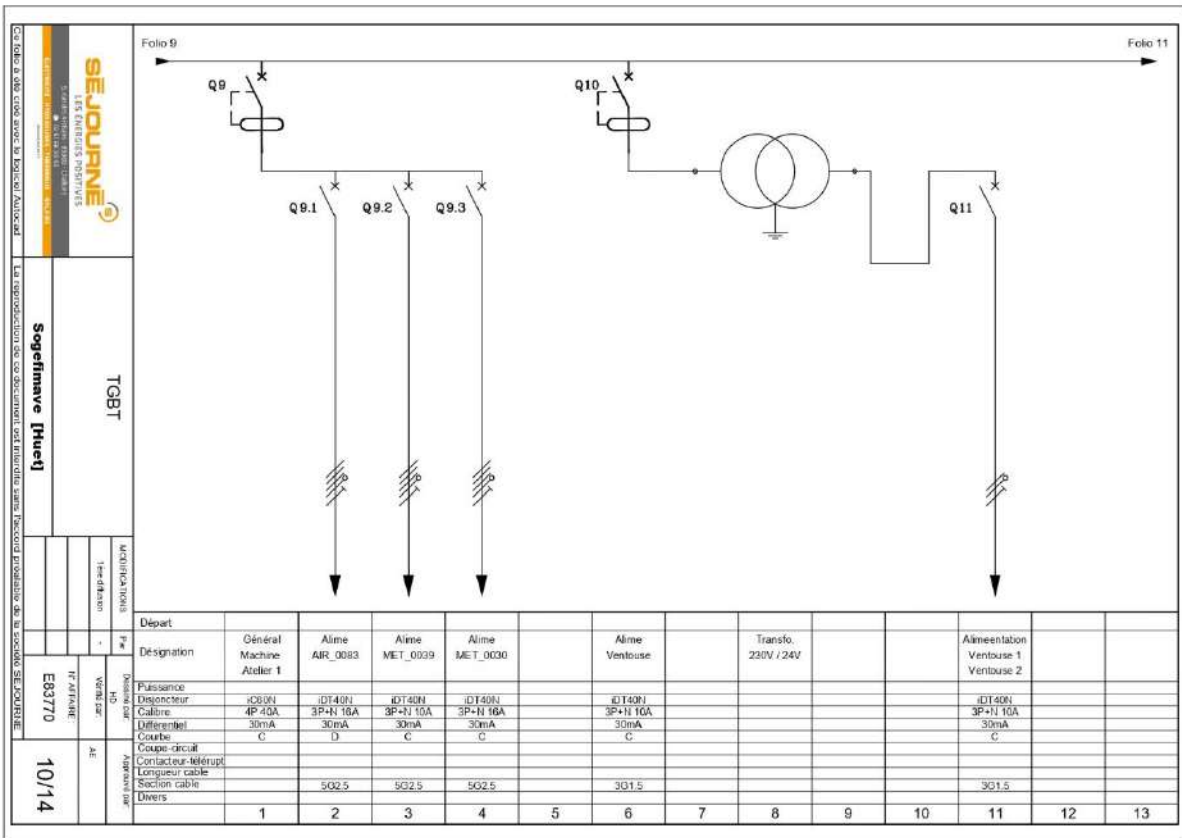 Folio 9
Folio 11
Q9
Q10
Q9.1
Q9.2
Q9.3
Q11
SÉJOURNÉ
LES ÉNERGIES POSITIVES
Ce folio a été créé avec le logiciel Autocad
La reproduction de ce document est interdite sans l'accord préalable de la société SEJOURNE
TGBT
Sogefimave [Huet]
MODIFICATIONS
Par
1ère diffusion
-
Dessiné par:
HD
Vérifié par:
Approuvé par:
AE
N° AFFAIRE
E83770
10/14
Départ
Désignation
Général Machine Atelier 1
Alime AIR_0083
Alime MET_0039
Alime MET_0030
Alime Ventouse
Transfo. 230V / 24V
Alimeentation Ventouse 1 Ventouse 2
Puissance
Disjoncteur iC60N iDT40N iDT40N iDT40N iDT40N iDT40N
Calibre 4P 40A 3P+N 16A 3P+N 10A 3P+N 16A 3P+N 10A 3P+N 10A
Différentiel 30mA 30mA 30mA 30mA 30mA 30mA
Courbe C D C C C C
Coupe-circuit
Contacteur-télérupt
Longueur cable
Section cable 5G2.5 5G2.5 5G2.5 3G1.5 3G1.5
Divers
1 2 3 4 5 6 7 8 9 10 11 12 13